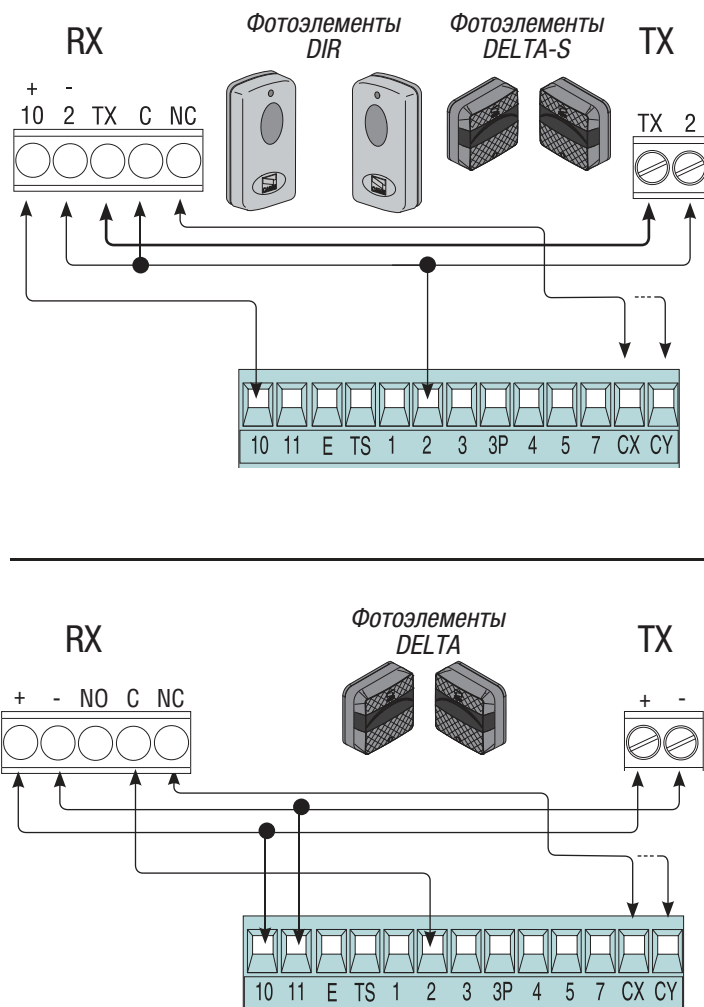 RX
Фотоэлементы
DIR
Фотоэлементы
DELTA-S
TX
+ -
10 2 TX C NC
TX 2
10 11 E TS 1 2 3 3P 4 5 7 CX CY
RX
Фотоэлементы
DELTA
TX
+ - NO C NC
+ -
10 11 E TS 1 2 3 3P 4 5 7 CX CY